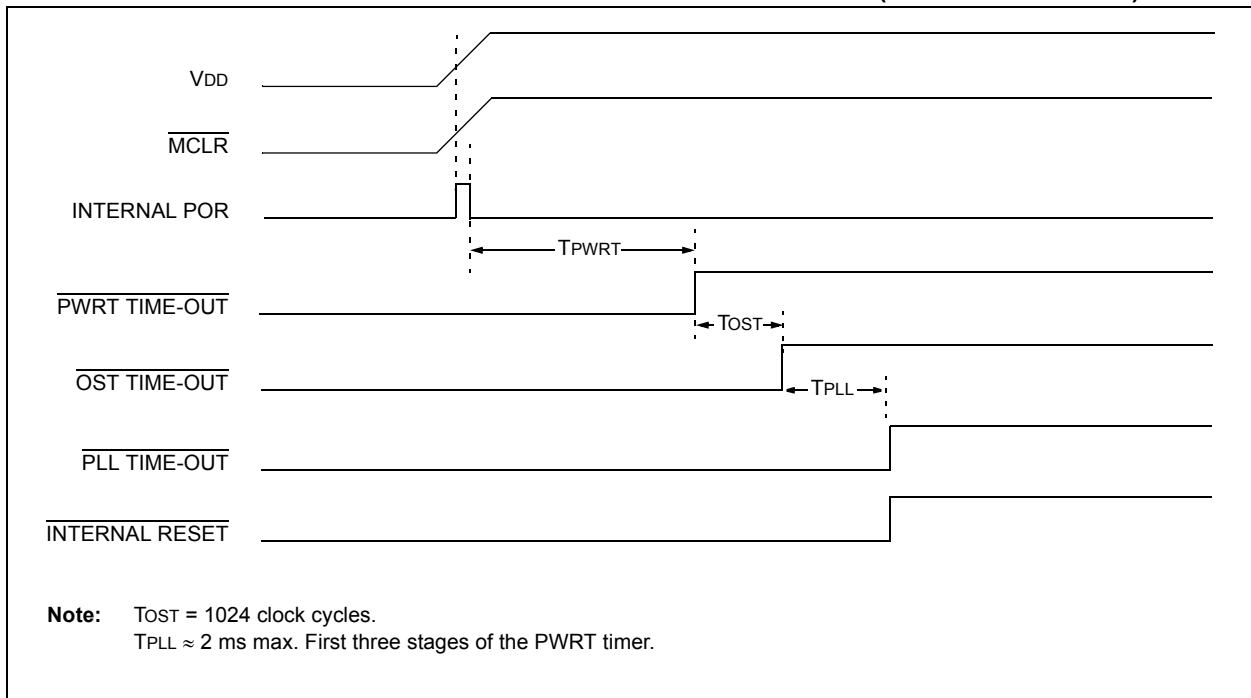 VDD
MCLR
INTERNAL POR
TPWRT
PWRT TIME-OUT
TOST
OST TIME-OUT
TPLL
PLL TIME-OUT
INTERNAL RESET
Note: TOST = 1024 clock cycles.
TPLL ≈ 2 ms max. First three stages of the PWRT timer.